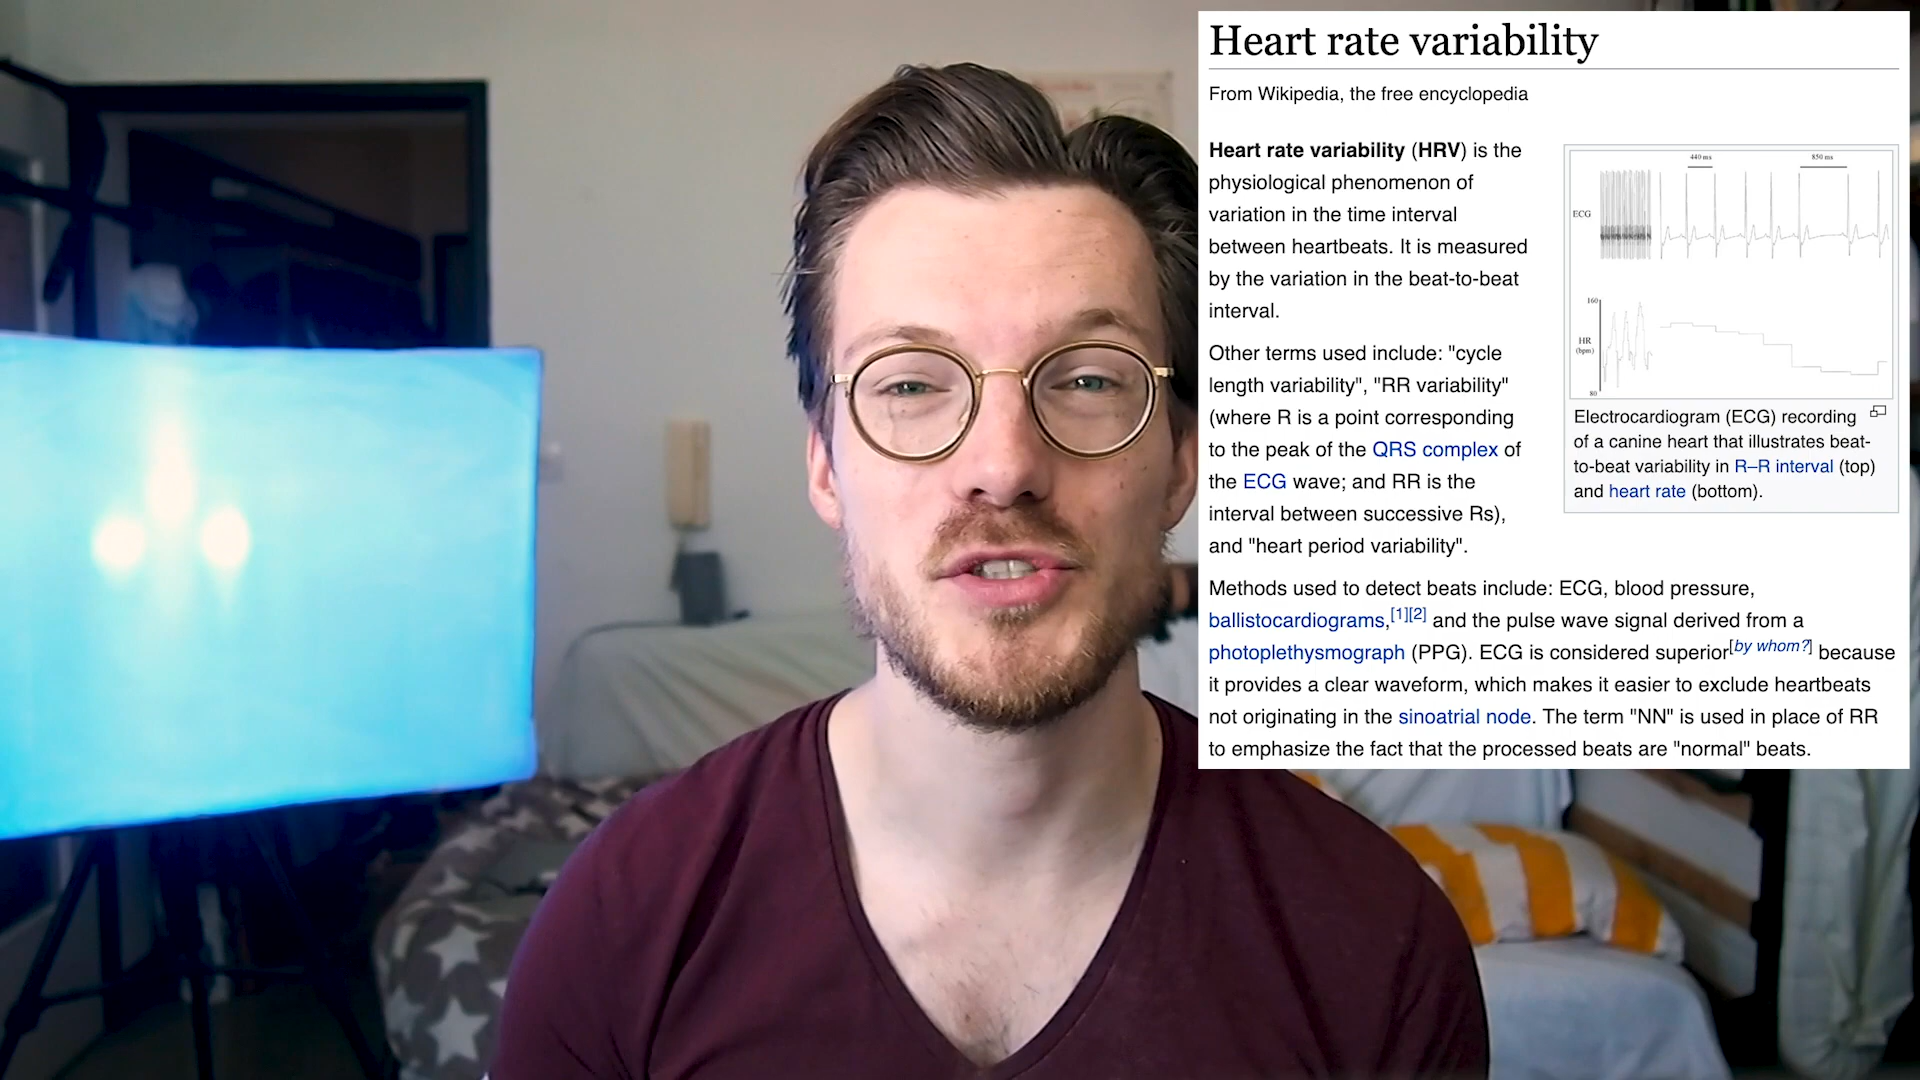 Heart rate variability
From Wikipedia, the free encyclopedia
Heart rate variability (HRV) is the
physiological phenomenon of
variation in the time interval
between heartbeats. It is measured
by the variation in the beat-to-beat
interval.
440 ms
850 ms
ECG
160
HR
(bpm)
80
Electrocardiogram (ECG) recording
of a canine heart that illustrates beat-
to-beat variability in R–R interval (top)
and heart rate (bottom).
Other terms used include: "cycle
length variability", "RR variability"
(where R is a point corresponding
to the peak of the QRS complex of
the ECG wave; and RR is the
interval between successive Rs),
and "heart period variability".
Methods used to detect beats include: ECG, blood pressure,
ballistocardiograms,[1][2] and the pulse wave signal derived from a
photoplethysmograph (PPG). ECG is considered superior[by whom?] because
it provides a clear waveform, which makes it easier to exclude heartbeats
not originating in the sinoatrial node. The term "NN" is used in place of RR
to emphasize the fact that the processed beats are "normal" beats.